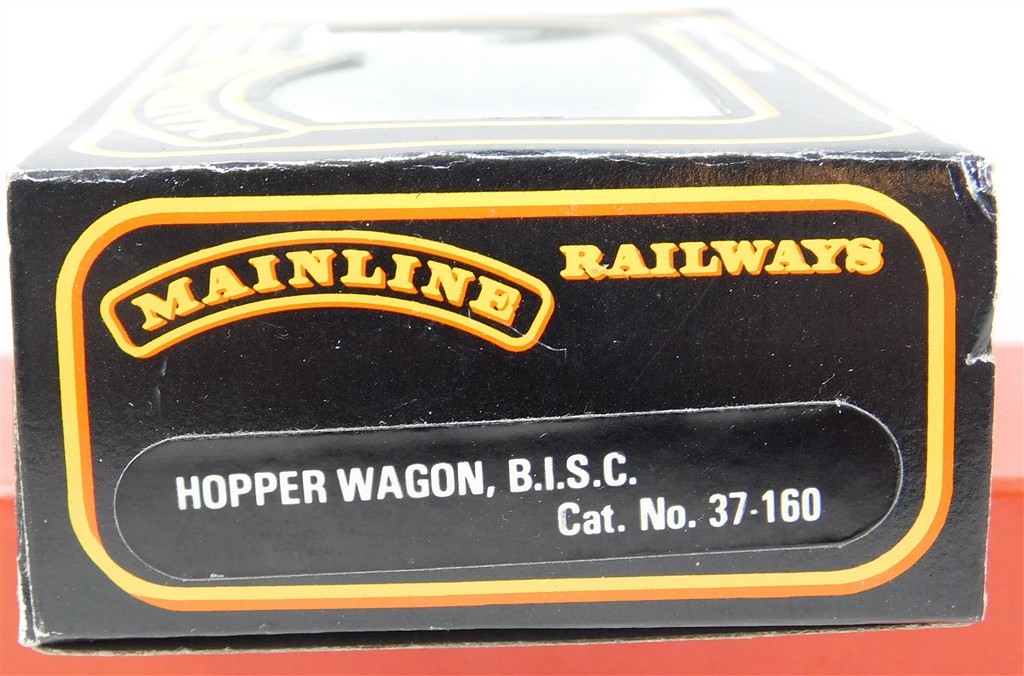 MAINLINE RAILWAYS
HOPPER WAGON, B.I.S.C.
Cat. No. 37-160